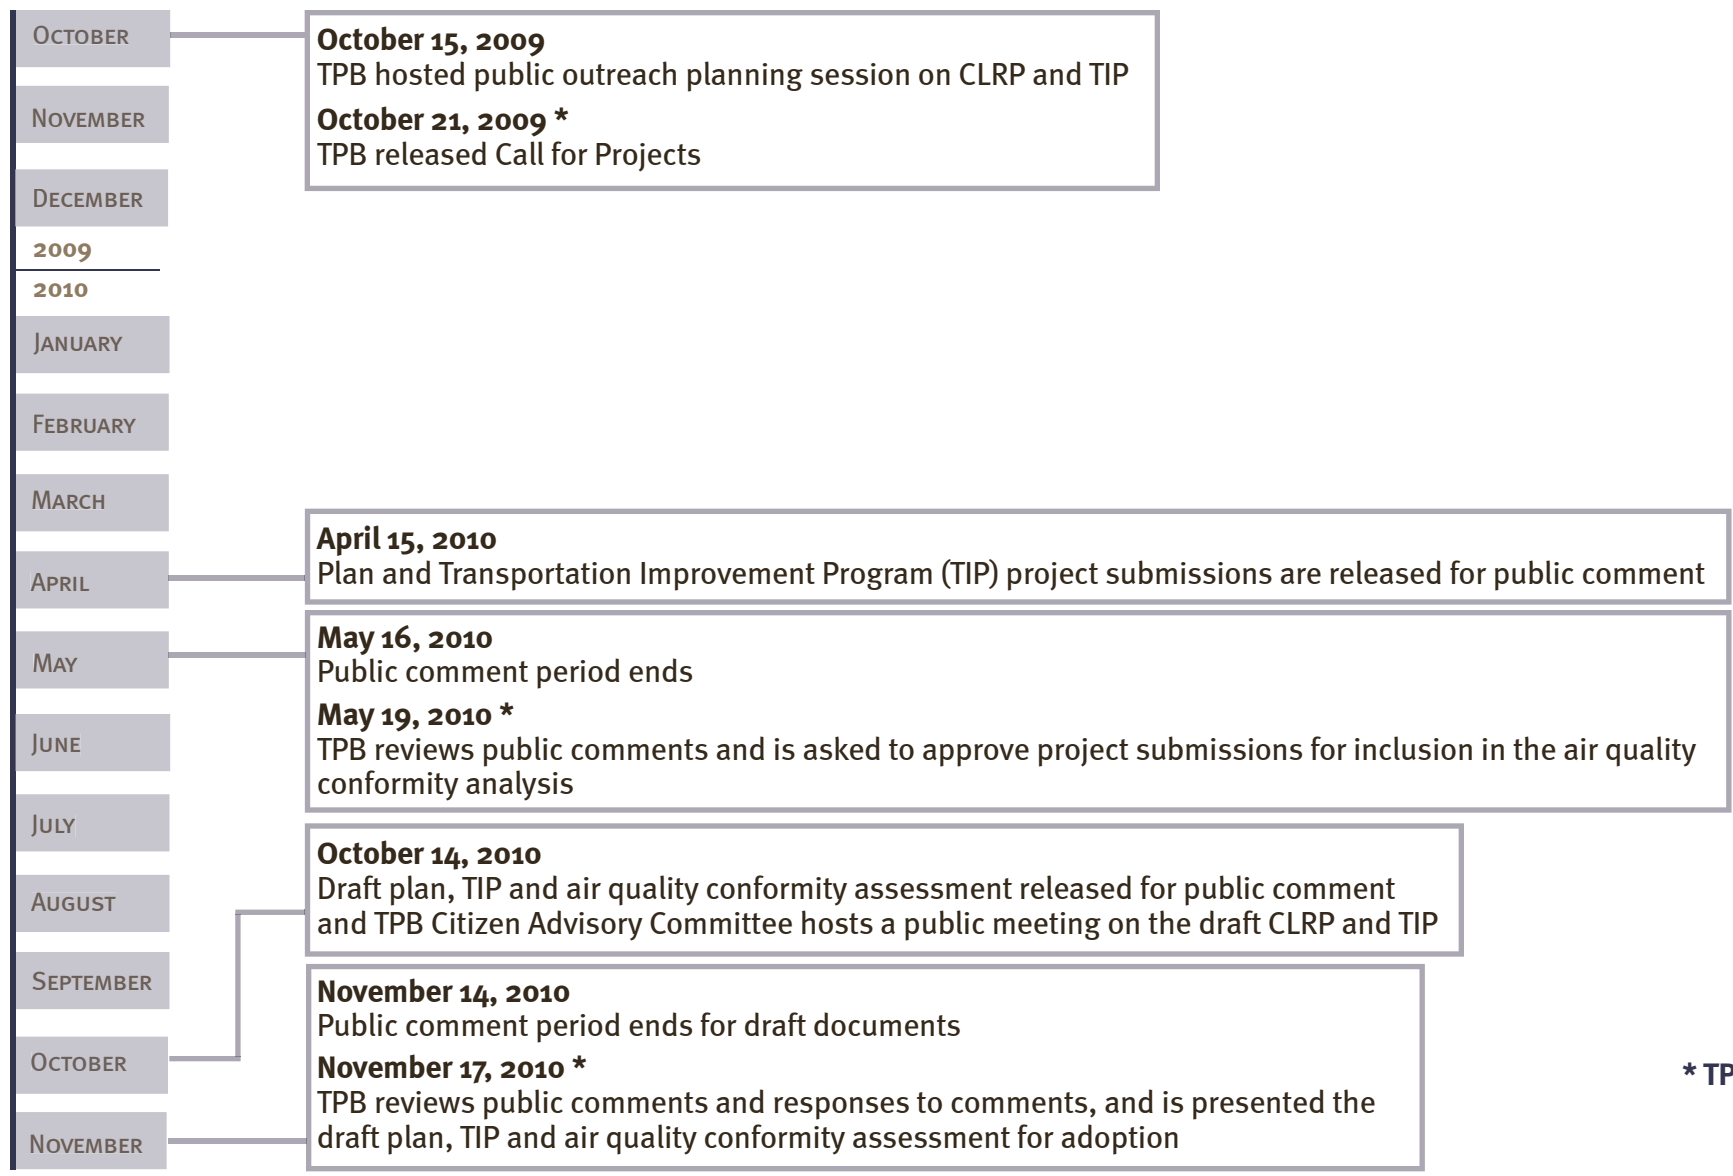 October
November
December
2009
2010
January
February
March
April
May
June
July
August
September
October
November
October 15, 2009
TPB hosted public outreach planning session on CLRP and TIP
October 21, 2009 *
TPB released Call for Projects
April 15, 2010
Plan and Transportation Improvement Program (TIP) project submissions are released for public comment
May 16, 2010
Public comment period ends
May 19, 2010 *
TPB reviews public comments and is asked to approve project submissions for inclusion in the air quality
conformity analysis
October 14, 2010
Draft plan, TIP and air quality conformity assessment released for public comment
and TPB Citizen Advisory Committee hosts a public meeting on the draft CLRP and TIP
November 14, 2010
Public comment period ends for draft documents
November 17, 2010 *
TPB reviews public comments and responses to comments, and is presented the
draft plan, TIP and air quality conformity assessment for adoption
* TP